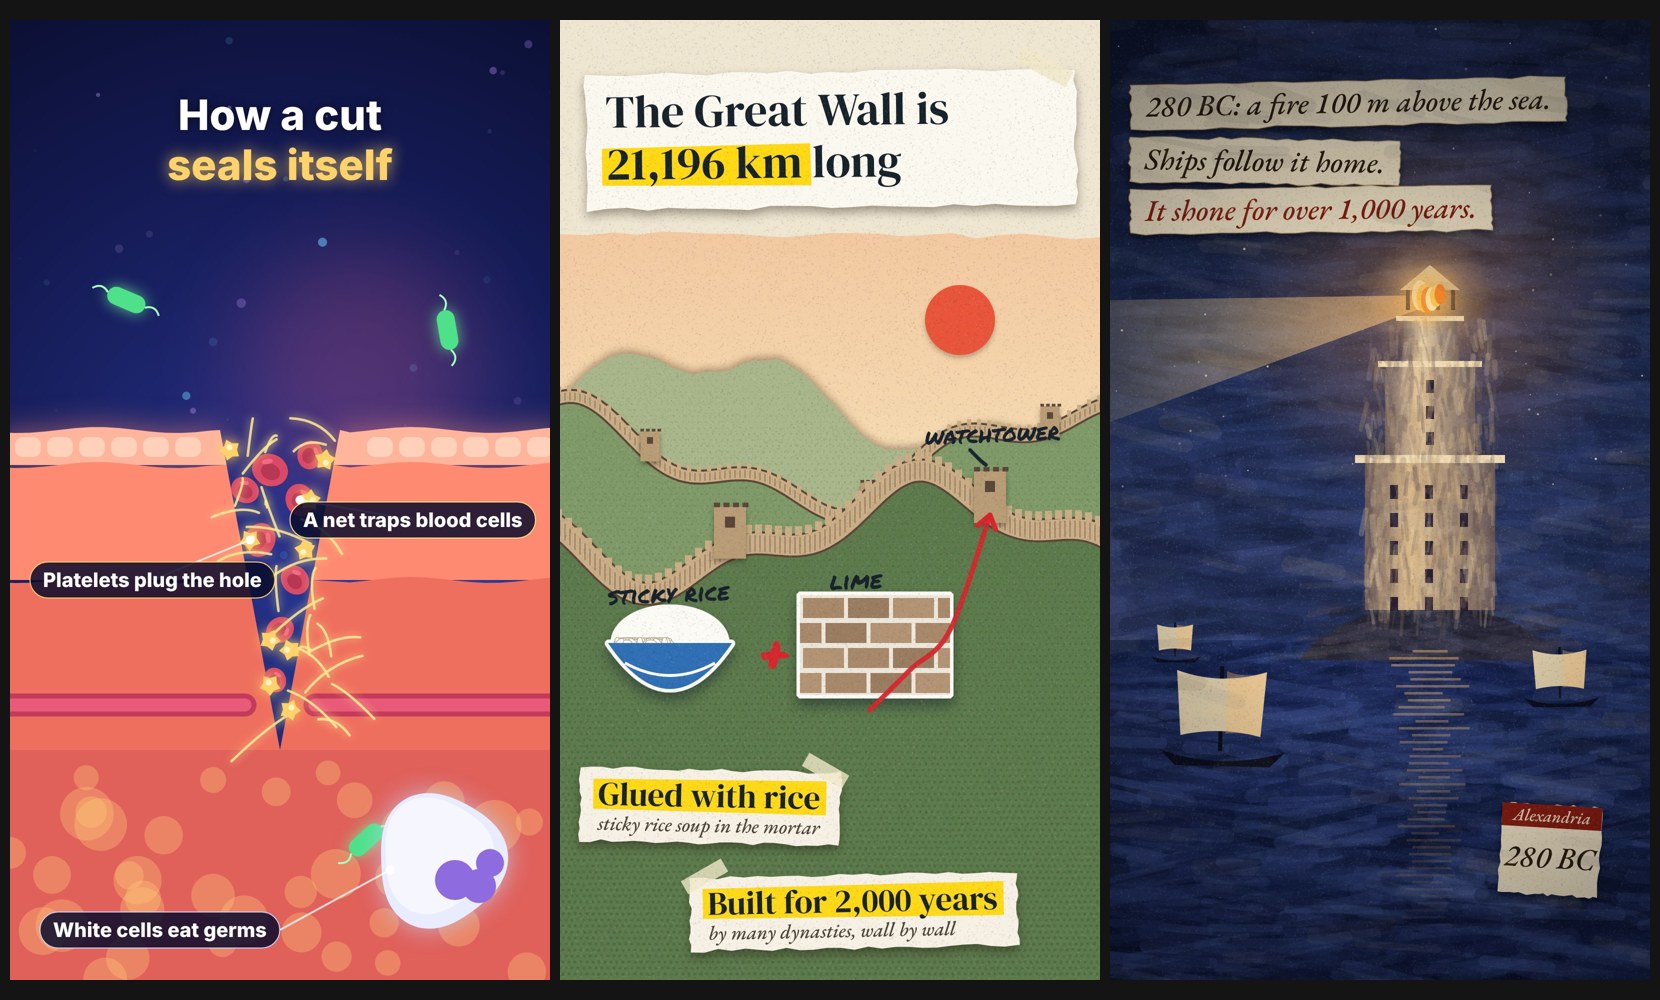 How a cut
seals itself
A net traps blood cells
Platelets plug the hole
White cells eat germs
The Great Wall is
21,196 km long
WATCHTOWER
STICKY RICE
LIME
Glued with rice
sticky rice soup in the mortar
Built for 2,000 years
by many dynasties, wall by wall
280 BC: a fire 100 m above the sea.
Ships follow it home.
It shone for over 1,000 years.
Alexandria
280 BC